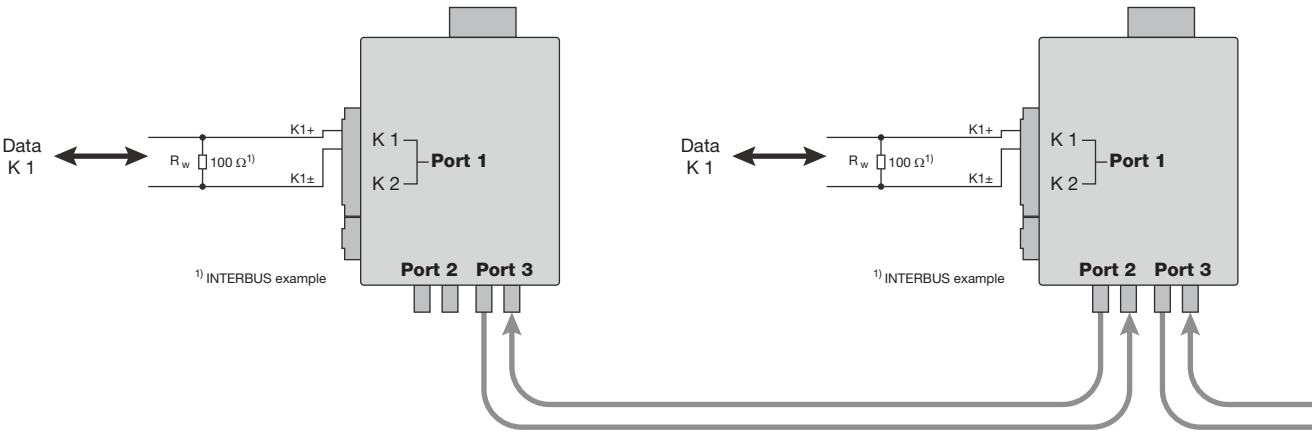 Data
K 1
R w
100 Ω1)
K1+
K1±
K 1
K 2
Port 1
1) INTERBUS example
Port 2 Port 3
Data
K 1
R w
100 Ω1)
K1+
K1±
K 1
K 2
Port 1
1) INTERBUS example
Port 2 Port 3